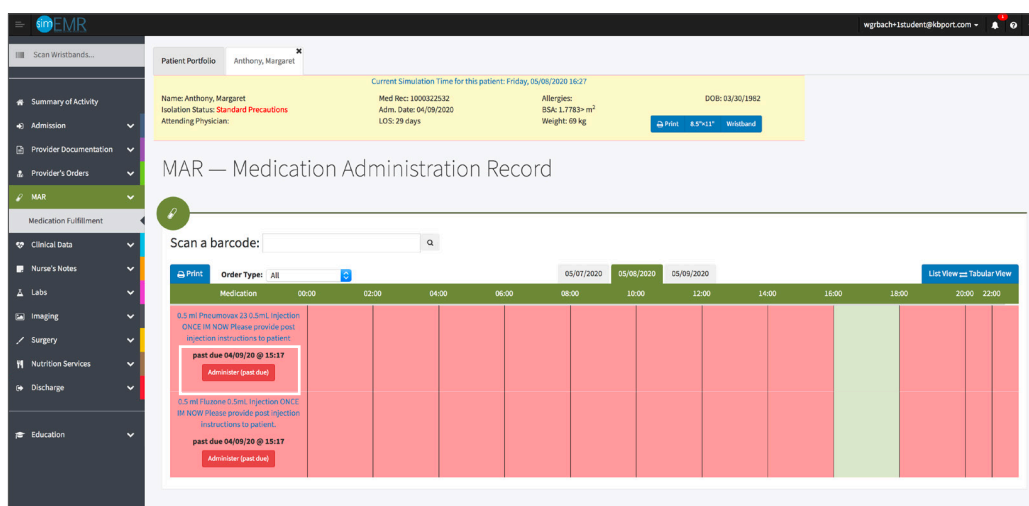 simEMR
wgrbach+1student@kbport.com
Scan Wristbands...
Summary of Activity
Admission
Provider Documentation
Provider's Orders
MAR
Medication Fulfillment
Clinical Data
Nurse's Notes
Labs
Imaging
Surgery
Nutrition Services
Discharge
Education
Patient Portfolio
Anthony, Margaret
Current Simulation Time for this patient: Friday, 05/08/2020 16:27
Name: Anthony, Margaret Med Rec: 1000322532 Allergies: DOB: 03/30/1982
Isolation Status: Standard Precautions Adm. Date: 04/09/2020 BSA: 1.7783> m²
Attending Physician: LOS: 29 days Weight: 69 kg
Print 8.5"×11" Wristband
MAR — Medication Administration Record
Scan a barcode:
Print Order Type: All 05/07/2020 05/08/2020 05/09/2020 List View ⇌ Tabular View
Medication 00:00 02:00 04:00 06:00 08:00 10:00 12:00 14:00 16:00 18:00 20:00 22:00
0.5 ml Pneumovax 23 0.5mL Injection
ONCE IM NOW Please provide post
injection instructions to patient
past due 04/09/20 @ 15:17
Administer (past due)
0.5 ml Fluzone 0.5mL Injection ONCE
IM NOW Please provide post injection
instructions to patient.
past due 04/09/20 @ 15:17
Administer (past due)